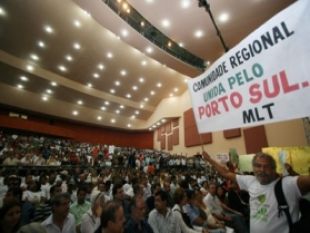 COMUNIDADE REGIONAL
UNIDA PELO
PORTO SUL.
MLT